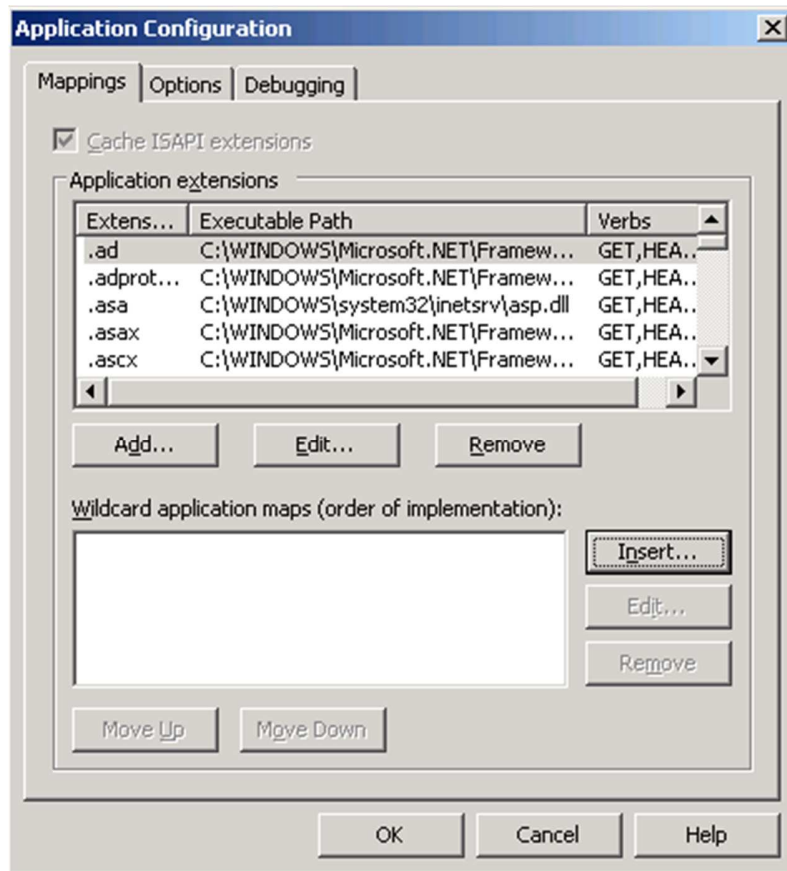 Application Configuration
Mappings Options Debugging
Cache ISAPI extensions
Application extensions
Extens... Executable Path Verbs
.ad C:\WINDOWS\Microsoft.NET\Framew... GET,HEA..
.adprot... C:\WINDOWS\Microsoft.NET\Framew... GET,HEA..
.asa C:\WINDOWS\system32\inetsrv\asp.dll GET,HEA..
.asax C:\WINDOWS\Microsoft.NET\Framew... GET,HEA..
.ascx C:\WINDOWS\Microsoft.NET\Framew... GET,HEA..
Add... Edit... Remove
Wildcard application maps (order of implementation):
Insert...
Edit...
Remove
Move Up Move Down
OK Cancel Help